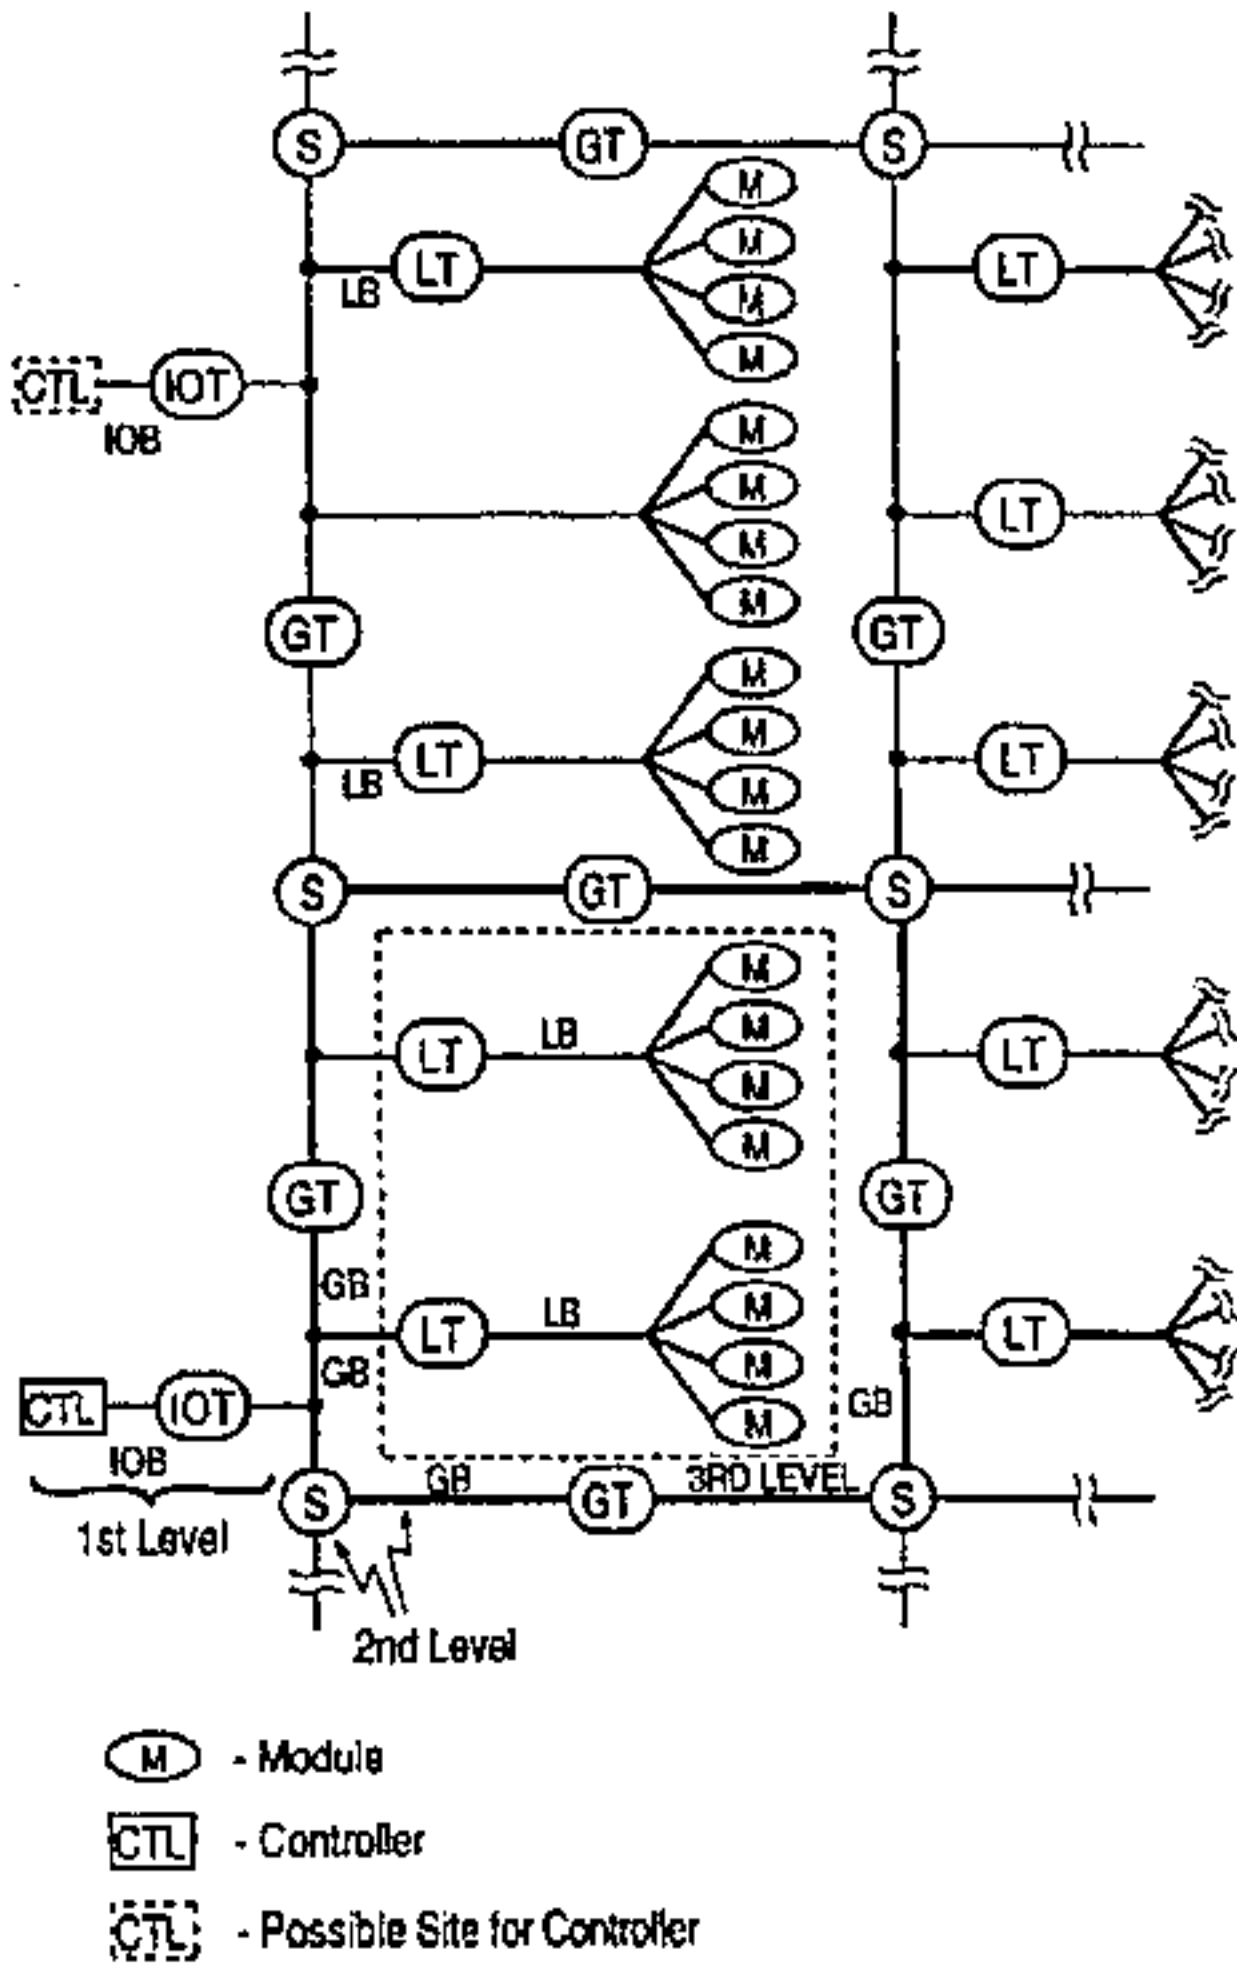 S GT S
M
M
LT LT
LB M
M
CTL IOT
IOB
M
M
LT
M
M
GT GT
M
M
LT LT
LB M
M
S GT S
M
LT LB M LT
M
M
GT GT
M
GB
LT LB M LT
GB M
GB
CTL IOT M
IOB
GB 3RD LEVEL
S GT S
1st Level
2nd Level
M - Module
CTL - Controller
CTL - Possible Site for Controller